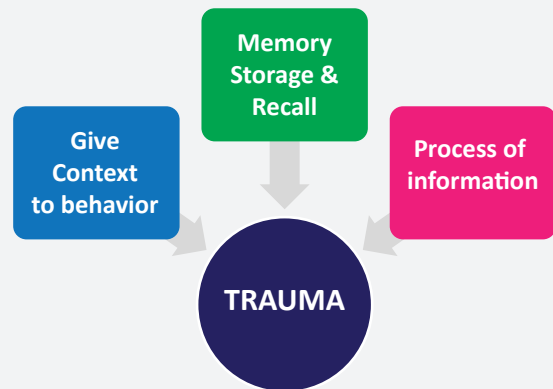 Memory
Storage &
Recall
Give
Context
to behavior
Process of
information
TRAUMA